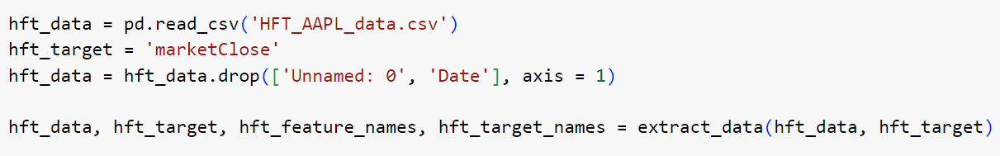 hft_data = pd.read_csv('HFT_AAPL_data.csv')
hft_target = 'marketClose'
hft_data = hft_data.drop(['Unnamed: 0', 'Date'], axis = 1)
hft_data, hft_target, hft_feature_names, hft_target_names = extract_data(hft_data, hft_target)